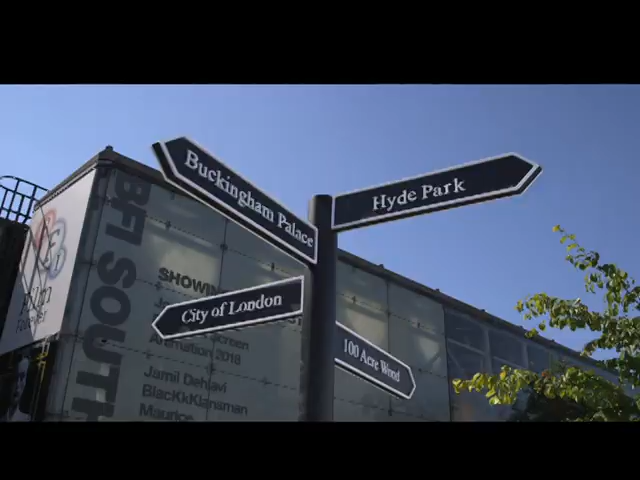 Buckingham Palace
Hyde Park
City of London
100 Acre Wood
BFI SOUTH
SHOWIN
Animation 2018
Jamil Dehlavi
BlacKkKlansman
Maurice